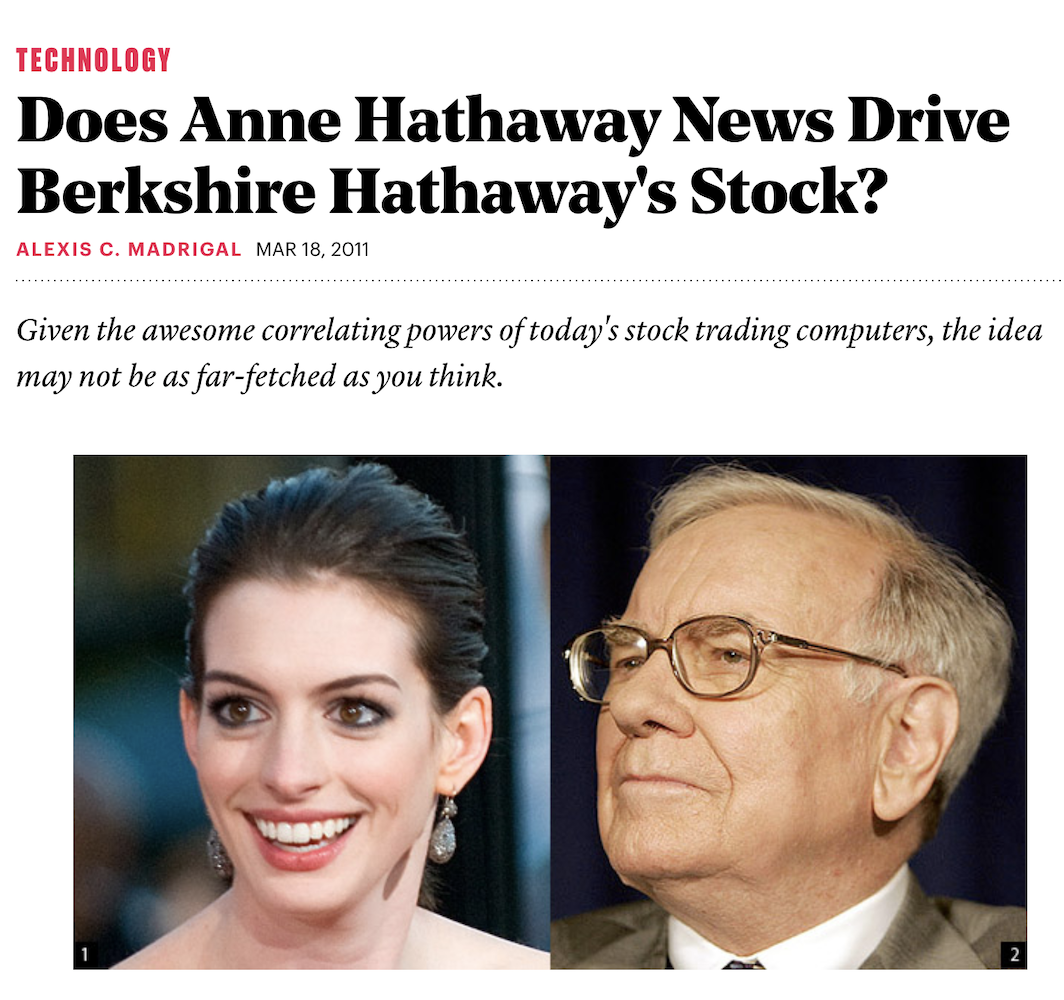 TECHNOLOGY
Does Anne Hathaway News Drive
Berkshire Hathaway's Stock?
ALEXIS C. MADRIGAL MAR 18, 2011
Given the awesome correlating powers of today's stock trading computers, the idea
may not be as far-fetched as you think.
1
2